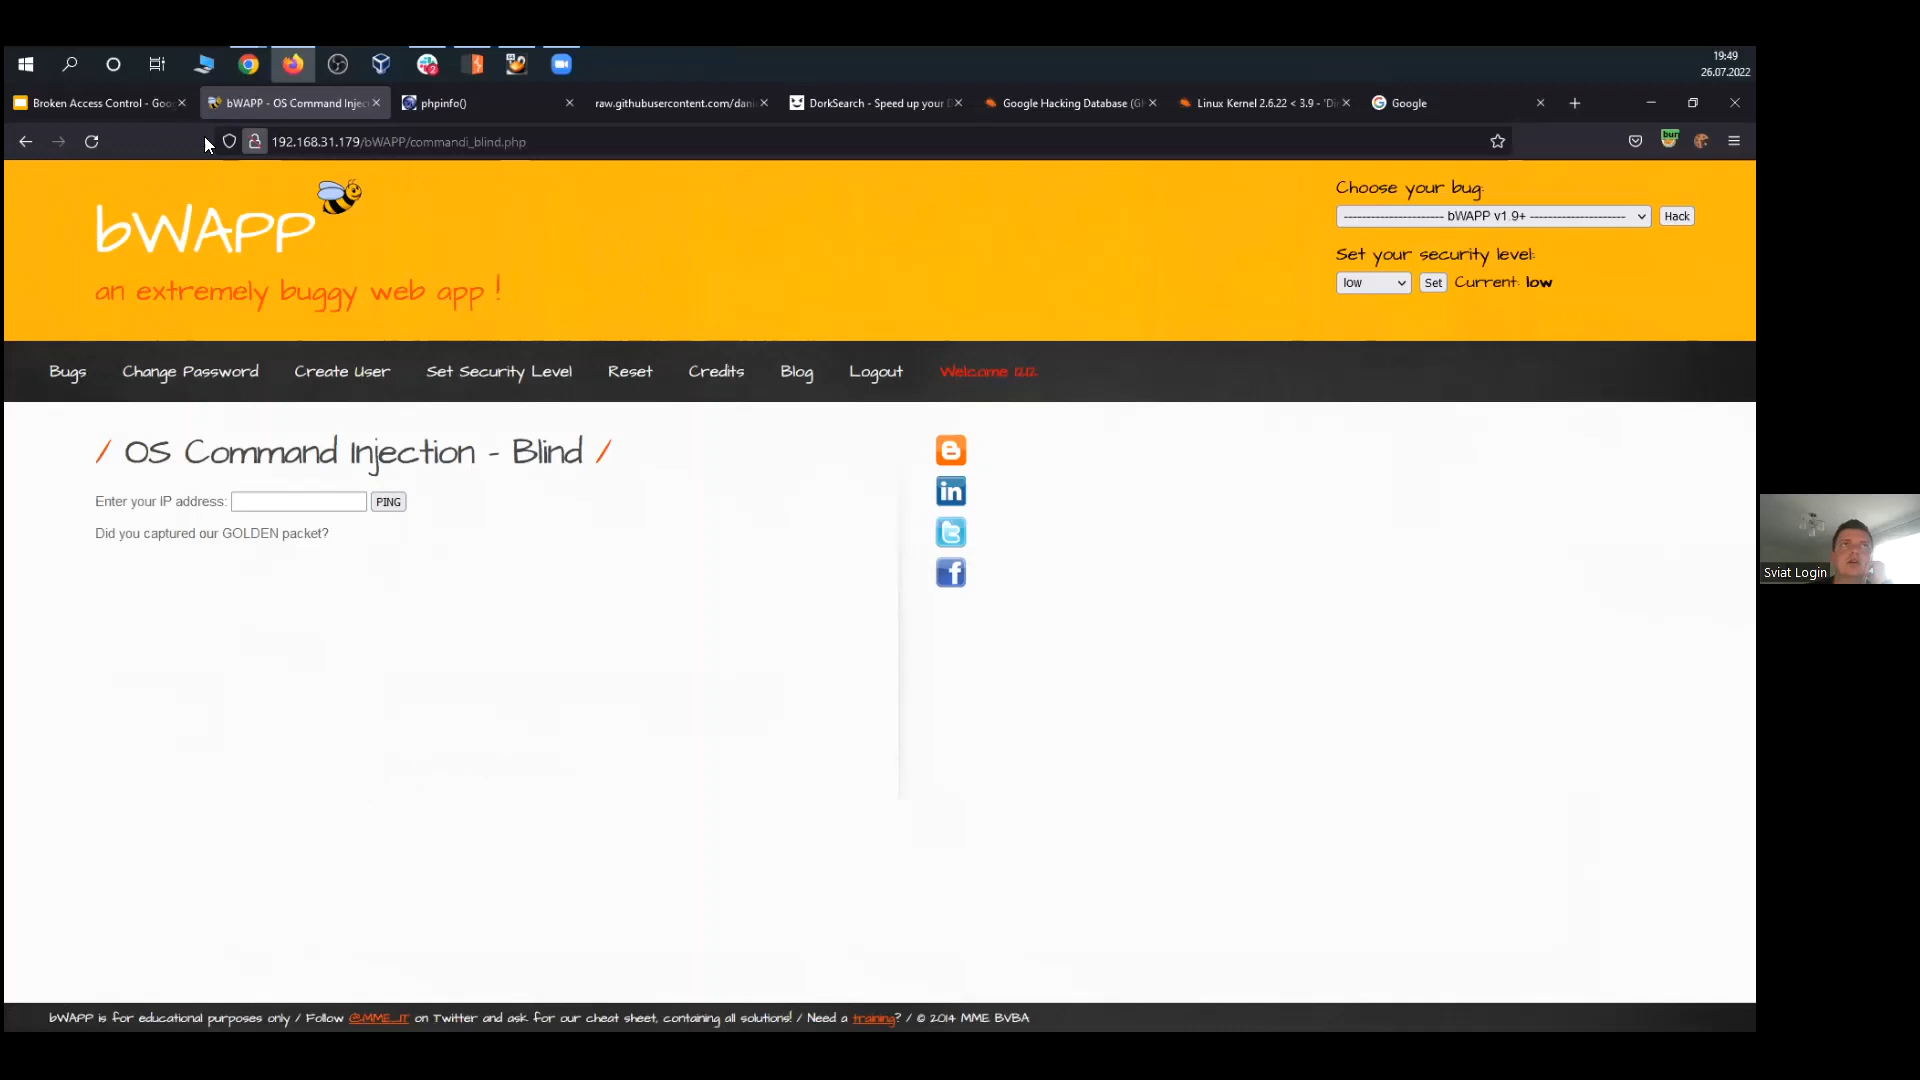 19:49
26.07.2022
Broken Access Control - Goo
bWAPP - OS Command Injec
phpinfo()
raw.githubusercontent.com/dani
DorkSearch - Speed up your D
Google Hacking Database (GH
Linux Kernel 2.6.22 < 3.9 - 'Dir
Google
192.168.31.179/bWAPP/commandi_blind.php
bWAPP
an extremely buggy web app !
Choose your bug:
---------------------- bWAPP v1.9+ ---------------------- Hack
Set your security level:
low Set Current: low
Bugs Change Password Create User Set Security Level Reset Credits Blog Logout Welcome 1212
/ OS Command Injection - Blind /
Enter your IP address: PING
Did you captured our GOLDEN packet?
Sviat Login
bWAPP is for educational purposes only / Follow @MME_IT on Twitter and ask for our cheat sheet, containing all solutions! / Need a training? / © 2014 MME BVBA